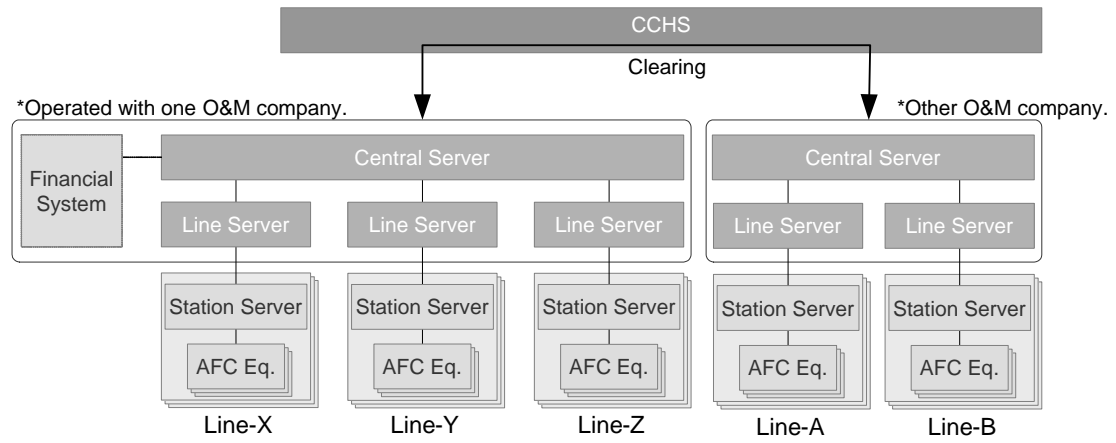 CCHS
Clearing
*Operated with one O&M company.
*Other O&M company.
Financial
System
Central Server
Central Server
Line Server
Line Server
Line Server
Line Server
Line Server
Station Server
Station Server
Station Server
Station Server
Station Server
AFC Eq.
AFC Eq.
AFC Eq.
AFC Eq.
AFC Eq.
Line-X
Line-Y
Line-Z
Line-A
Line-B